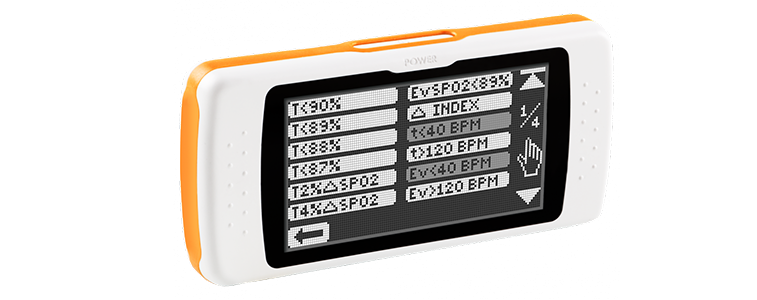 POWER
T<90%
T<89%
T<88%
T<87%
T2%△SPO2
T4%△SPO2
EvSPO2<89%
△ INDEX
t<40 BPM
t>120 BPM
Ev<40 BPM
Ev>120 BPM
1/4